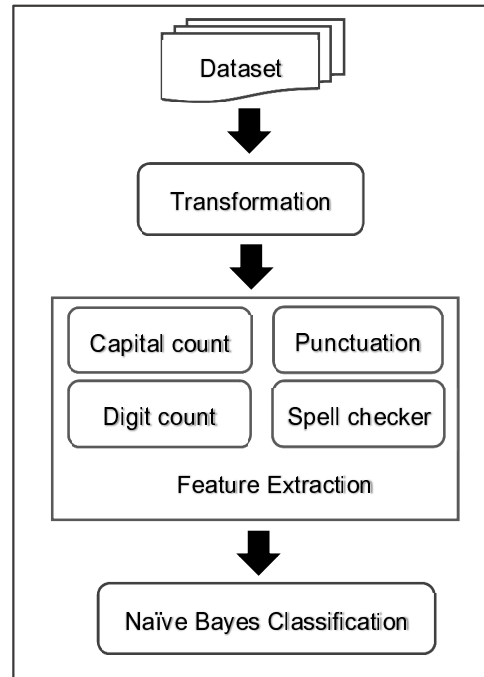 Dataset
Transformation
Capital count
Punctuation
Digit count
Spell checker
Feature Extraction
Naïve Bayes Classification